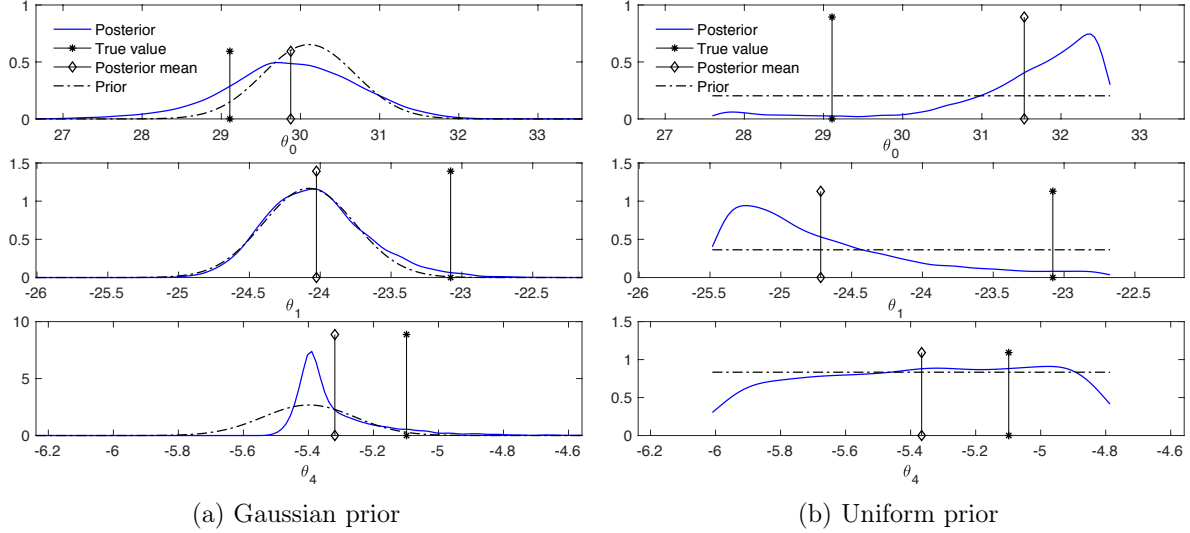 1
0.5
0
Posterior
True value
Posterior mean
Prior
27 28 29 30 31 32 33
θ0
1.5
1
0.5
0
-26 -25.5 -25 -24.5 -24 -23.5 -23 -22.5
θ1
10
5
0
-6.2 -6 -5.8 -5.6 -5.4 -5.2 -5 -4.8 -4.6
θ4
(a) Gaussian prior
1
0.5
0
Posterior
True value
Posterior mean
Prior
27 28 29 30 31 32 33
θ0
1.5
1
0.5
0
-26 -25.5 -25 -24.5 -24 -23.5 -23 -22.5
θ1
1.5
1
0.5
0
-6.2 -6 -5.8 -5.6 -5.4 -5.2 -5 -4.8 -4.6
θ4
(b) Uniform prior